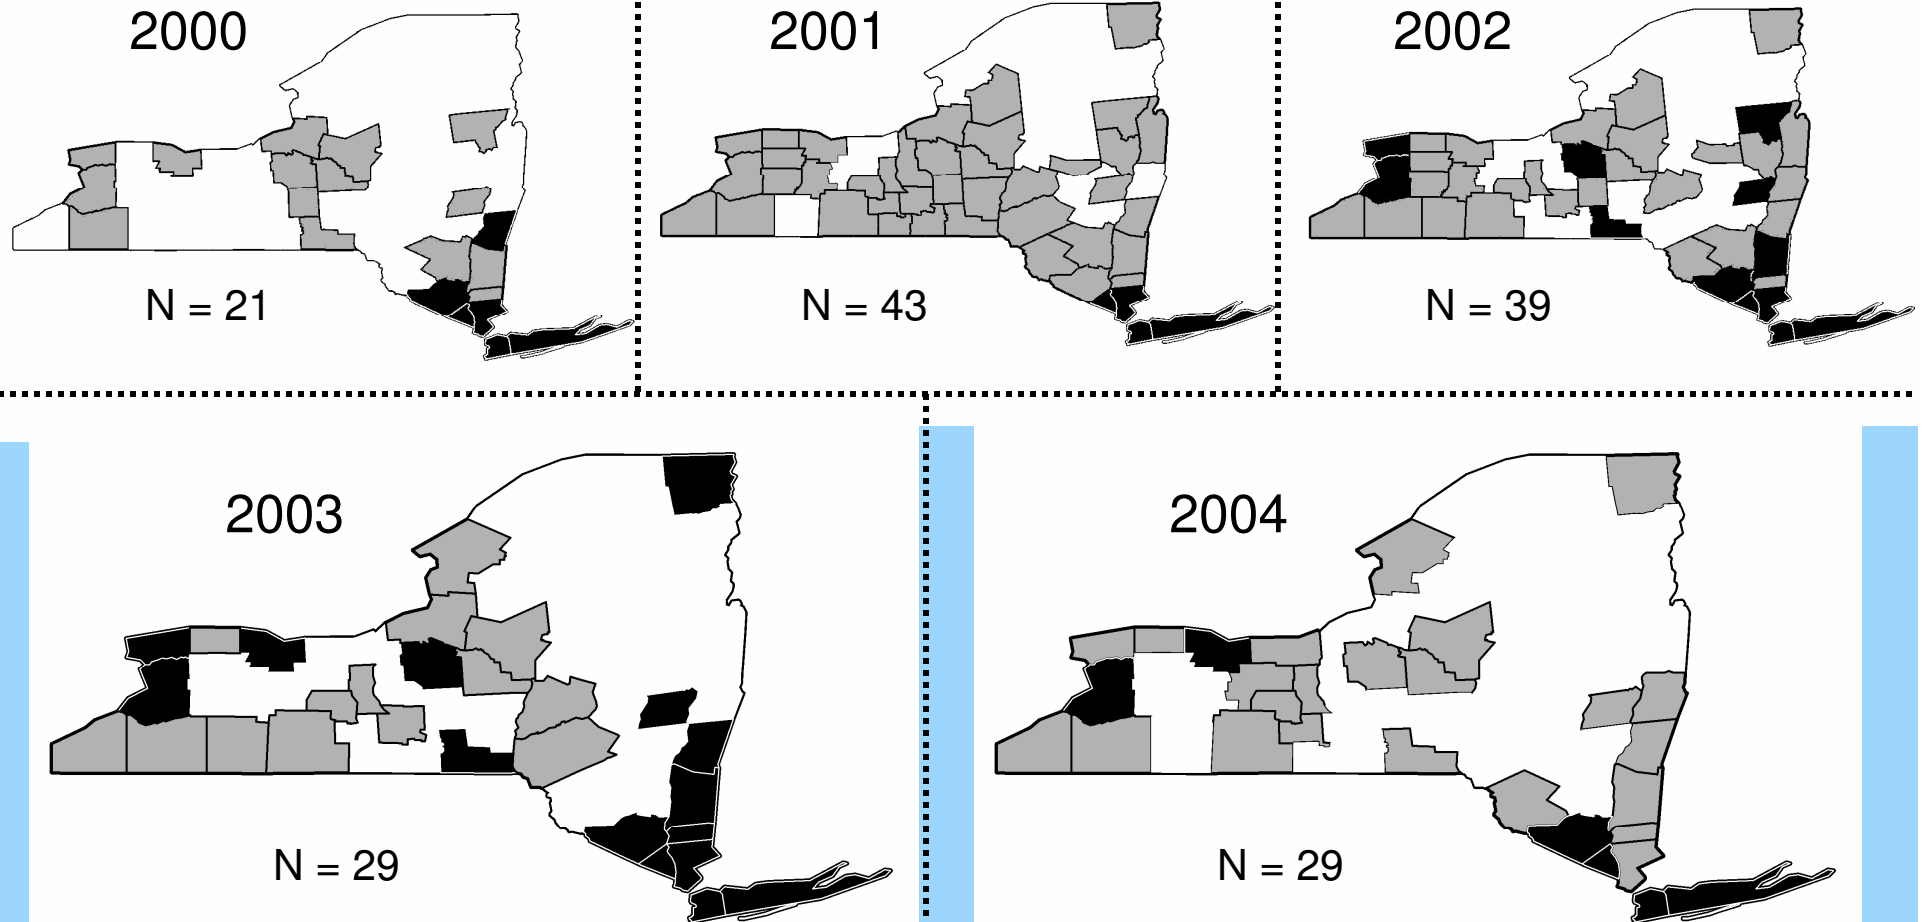 2000
2001
2002
N = 21
N = 43
N = 39
2003
2004
N = 29
N = 29